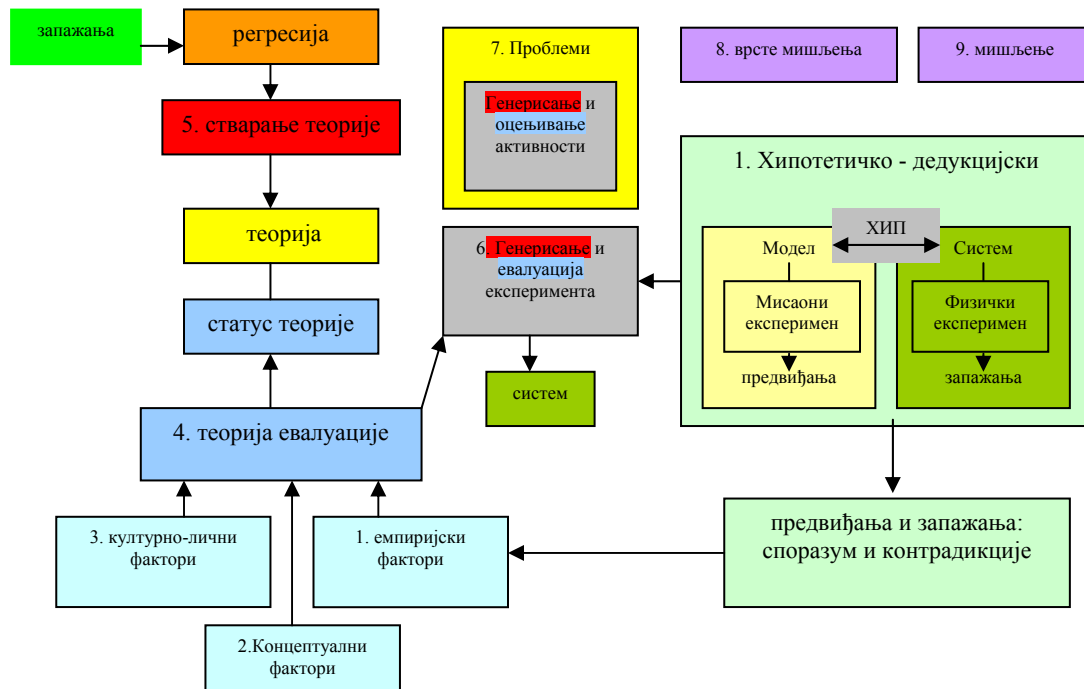 запажања
регресија
5. стварање теорије
теорија
статус теорије
4. теорија евалуације
3. културно-лични
фактори
2.Концептуални
фактори
1. емпиријски
фактори
7. Проблеми
Генерисање и
оцењивање
активности
6. Генерисање и
евалуација
експеримента
систем
8. врсте мишљења
9. мишљење
1. Хипотетичко - дедукцијски
ХИП
Модел
Мисаони
експеримен
предвиђања
Систем
Физички
експеримен
запажања
предвиђања и запажања:
споразум и контрадикције